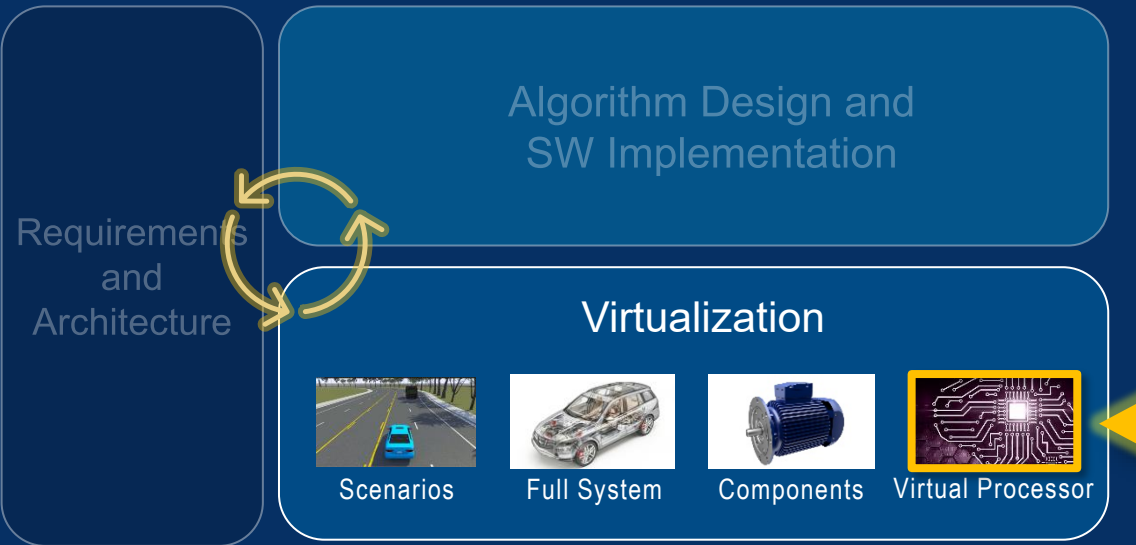 Requirements
and
Architecture
Algorithm Design and
SW Implementation
Virtualization
Scenarios
Full System
Components
Virtual Processor